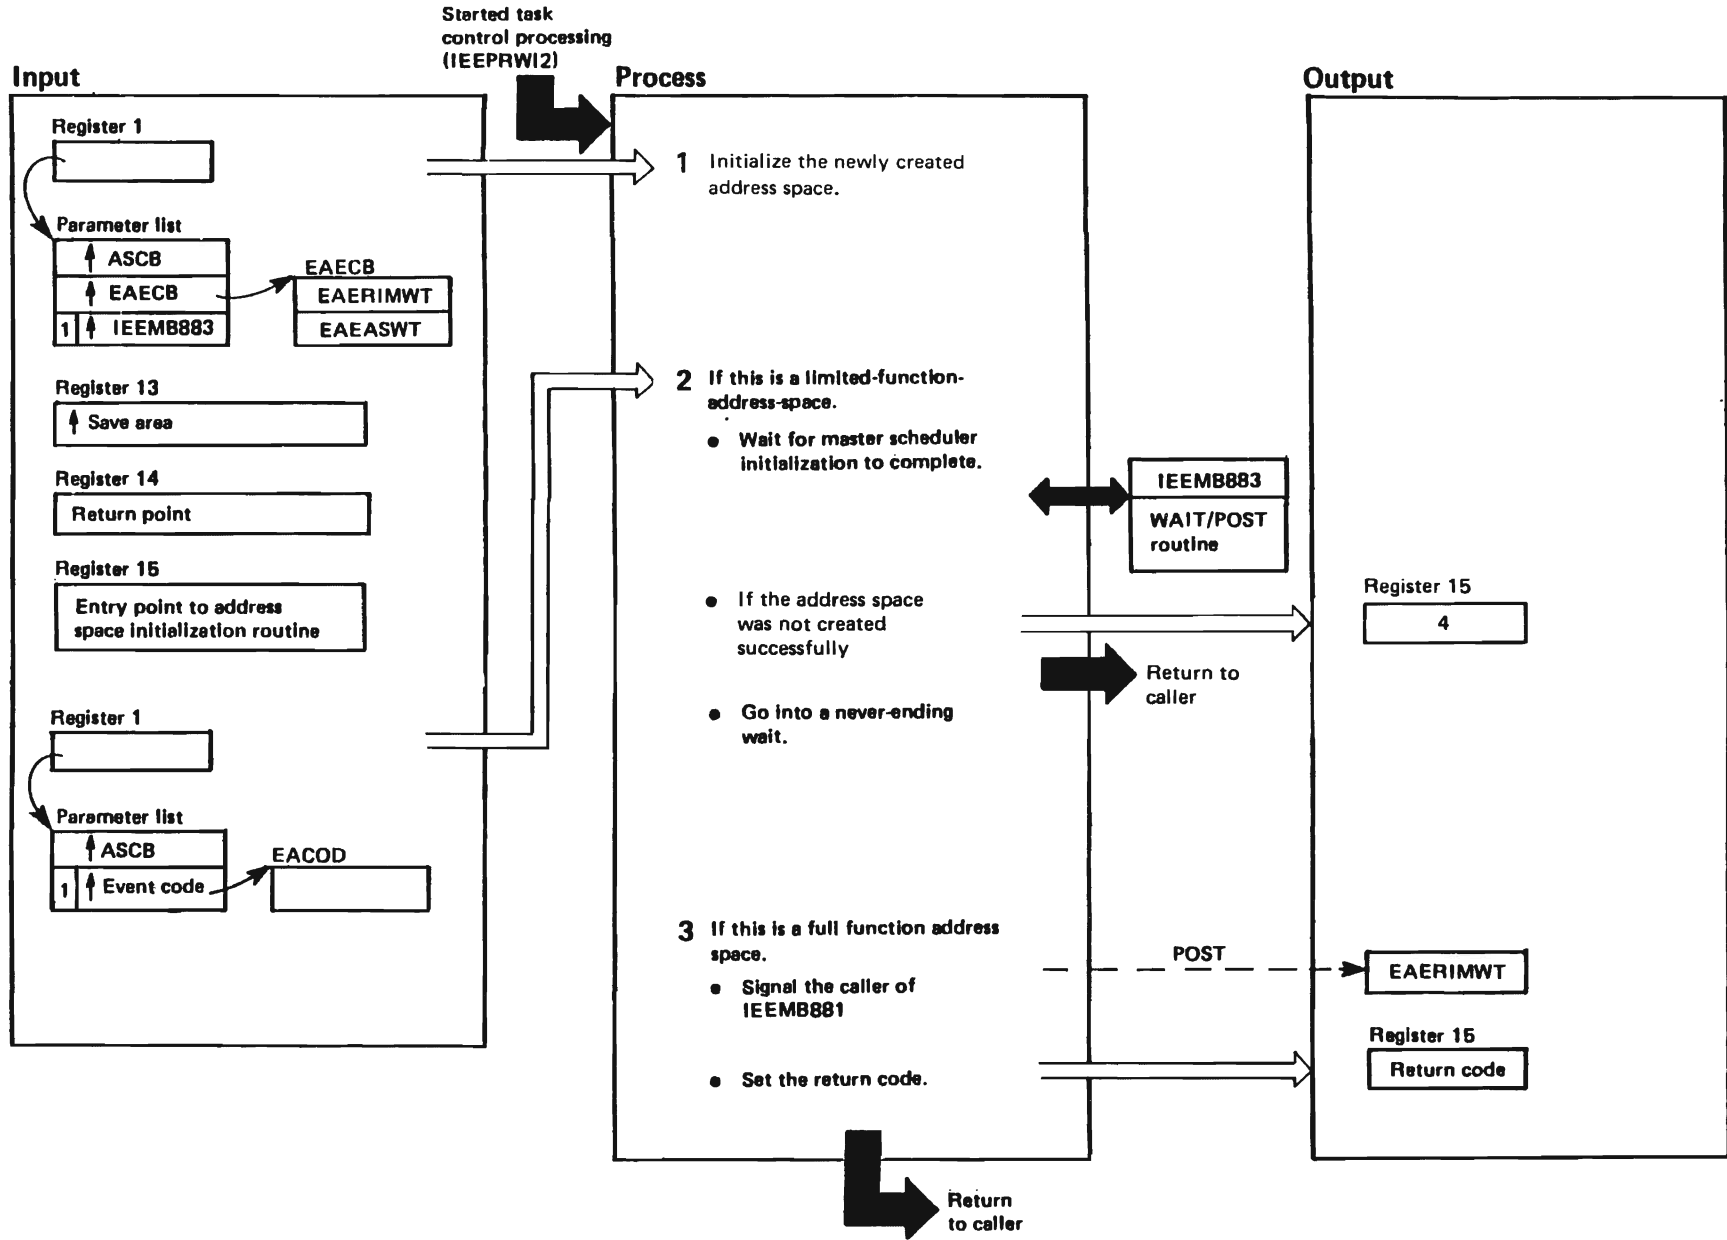 Started task
control processing
(IEEPRWI2)
Input
Register 1
Parameter list
ASCB
EAECB
1 IEEMB883
EAECB
EAERIMWT
EAEASWT
Register 13
Save area
Register 14
Return point
Register 15
Entry point to address
space initialization routine
Register 1
Parameter list
ASCB
1 Event code
EACOD
Process
1 Initialize the newly created
address space.
2 If this is a limited-function-
address-space.
• Wait for master scheduler
initialization to complete.
IEEMB883
WAIT/POST
routine
• If the address space
was not created
successfully
Return to
caller
• Go into a never-ending
wait.
3 If this is a full function address
space.
• Signal the caller of
IEEMB881
POST
• Set the return code.
Return
to caller
Output
Register 15
4
EAERIMWT
Register 15
Return code